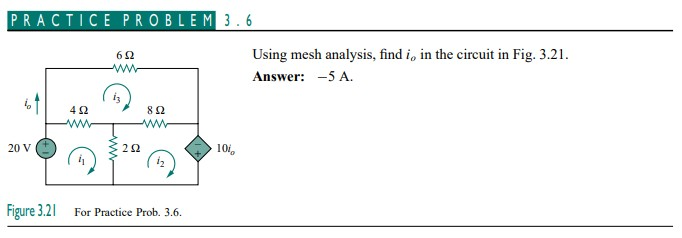 PRACTICE PROBLEM 3.6
Using mesh analysis, find iₒ in the circuit in Fig. 3.21.
Answer: −5 A.
6 Ω
iₒ
i₃
4 Ω
8 Ω
20 V
+
−
i₁
2 Ω
i₂
−
+
10iₒ
Figure 3.21 For Practice Prob. 3.6.